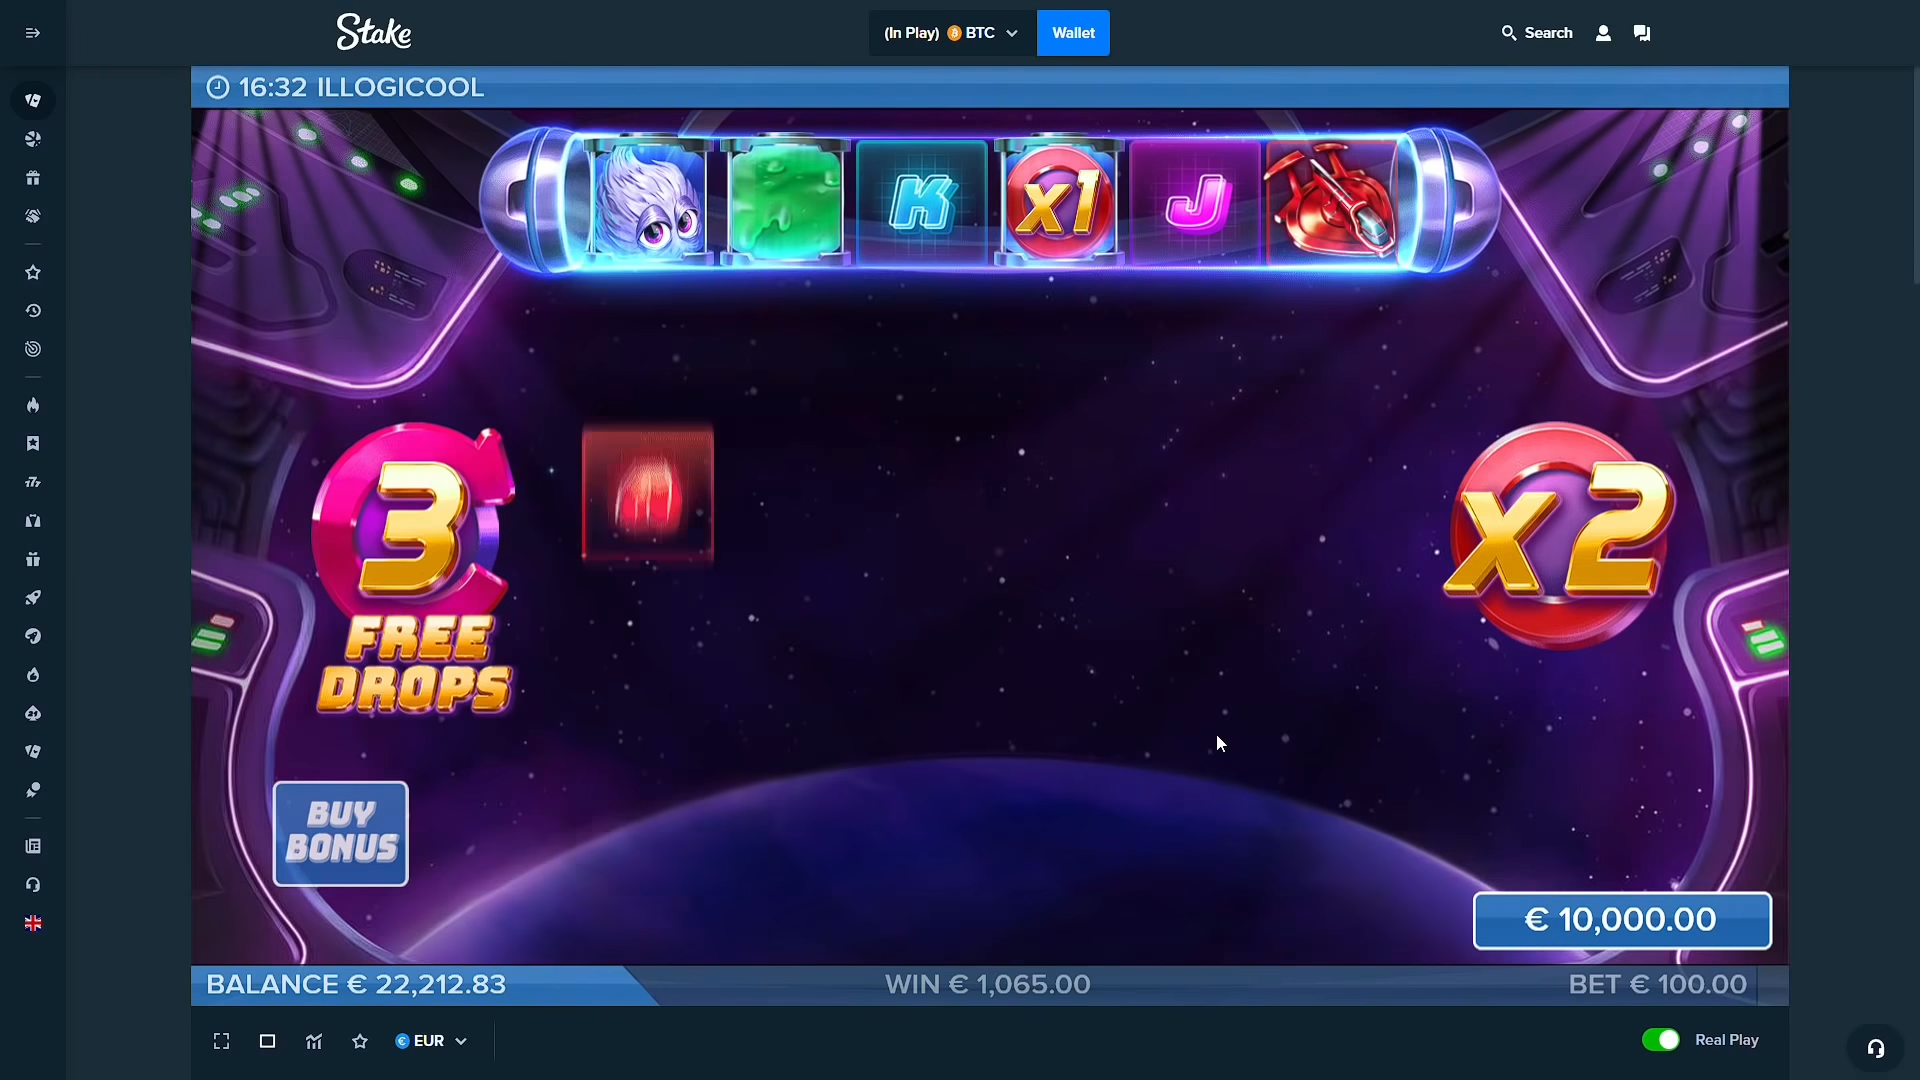 Stake
(In Play) BTC
Wallet
Search
16:32 ILLOGICOOL
K
x1
J
3
FREE
DROPS
x2
BUY
BONUS
€ 10,000.00
BALANCE € 22,212.83
WIN € 1,065.00
BET € 100.00
EUR
Real Play